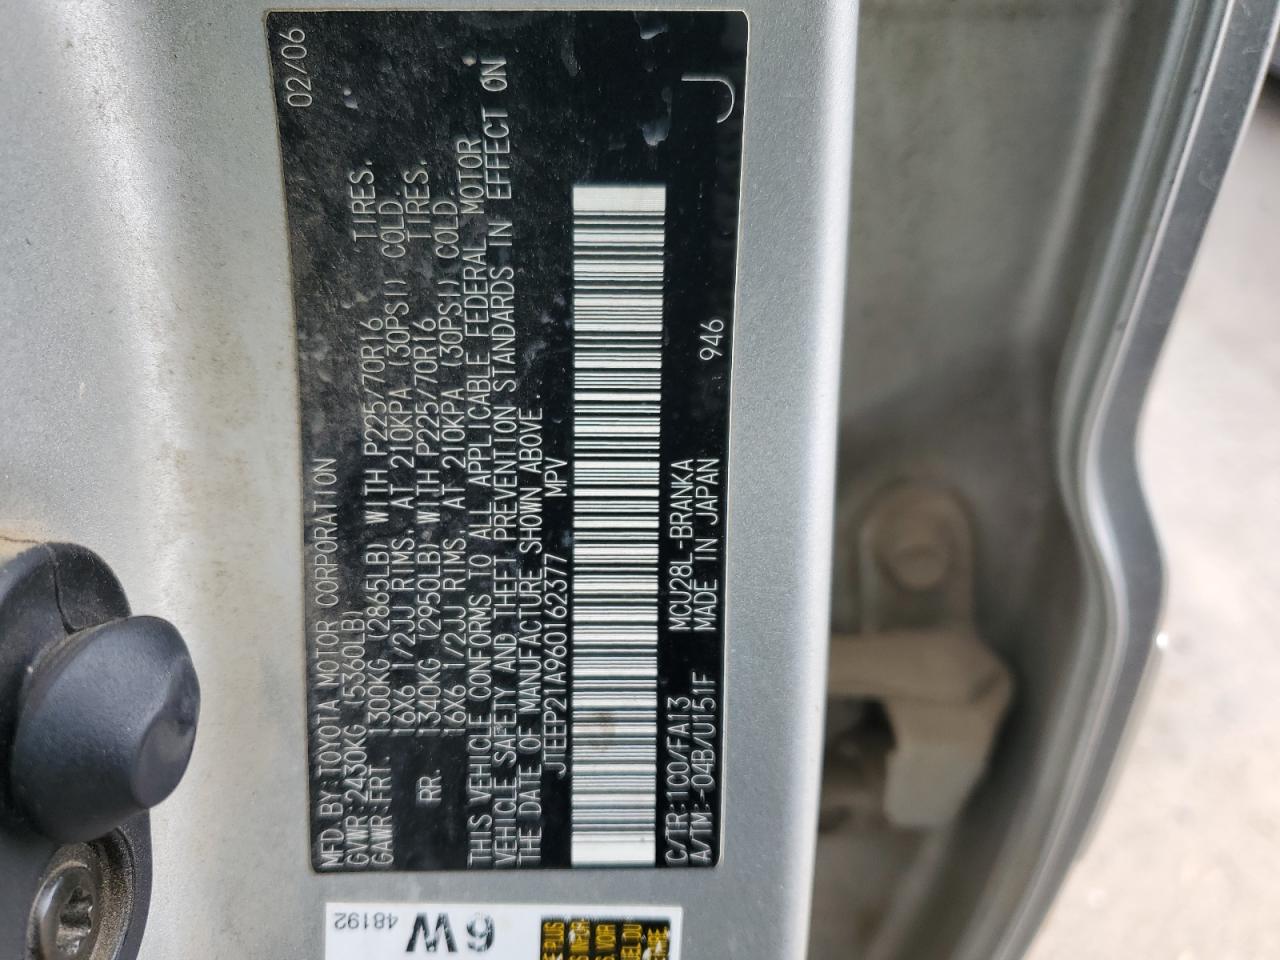 MFD.BY:TOYOTA MOTOR CORPORATION 02/06
GVWR:2430KG (5360LB)
GAWR:FRT. 1300KG (2865LB) WITH P225/70R16 TIRES.
16X6 1/2JJ RIMS, AT 210KPA (30PSI) COLD
RR. 1340KG (2950LB) WITH P225/70R16 TIRES.
16X6 1/2JJ RIMS, AT 210KPA (30PSI) COLD.
THIS VEHICLE CONFORMS TO ALL APPLICABLE FEDERAL MOTOR
VEHICLE SAFETY AND THEFT PREVENTION STANDARDS IN EFFECT ON
THE DATE OF MANUFACTURE SHOWN ABOVE.
JTEEP21A960162377 MPV
C/TR:1C0/FA13 MCU28L-BRANKA
A/TM:-04B/U151F MADE IN JAPAN 946
J
48192
6W